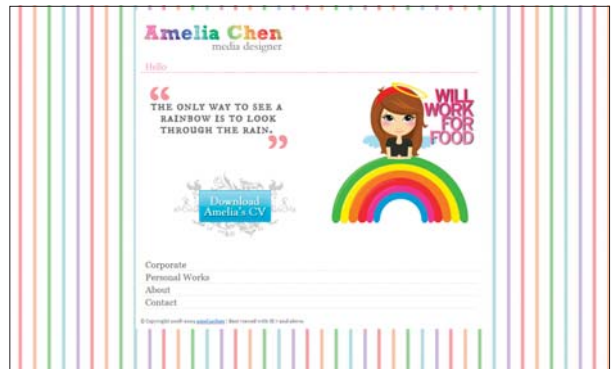 Amelia Chen
media designer
Hello
“
THE ONLY WAY TO SEE A
RAINBOW IS TO LOOK
THROUGH THE RAIN.
”
WILL
WORK
FOR
FOOD
Download
Amelia's CV
Corporate
Personal Works
About
Contact